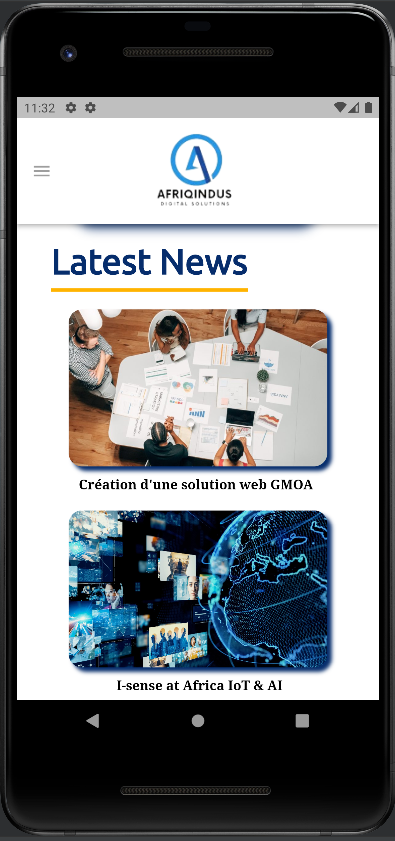 11:32
AFRIQINDUS
DIGITAL SOLUTIONS
Latest News
Création d'une solution web GMOA
I-sense at Africa IoT & AI